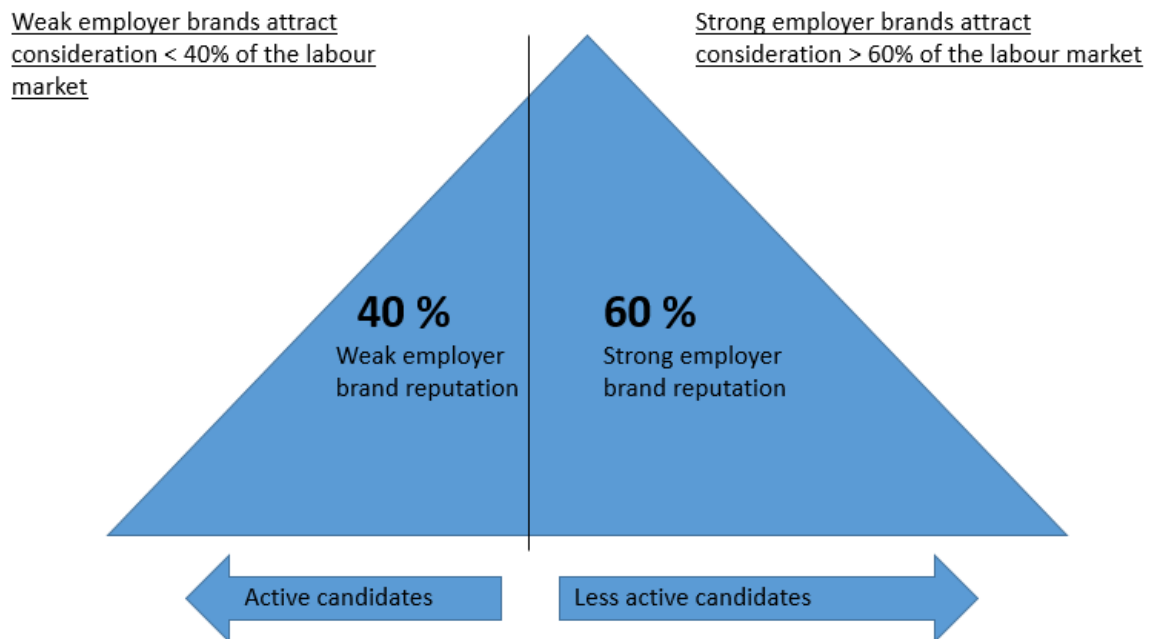 Weak employer brands attract
consideration < 40% of the labour
market
Strong employer brands attract
consideration > 60% of the labour market
40 %
Weak employer
brand reputation
60 %
Strong employer
brand reputation
Active candidates
Less active candidates